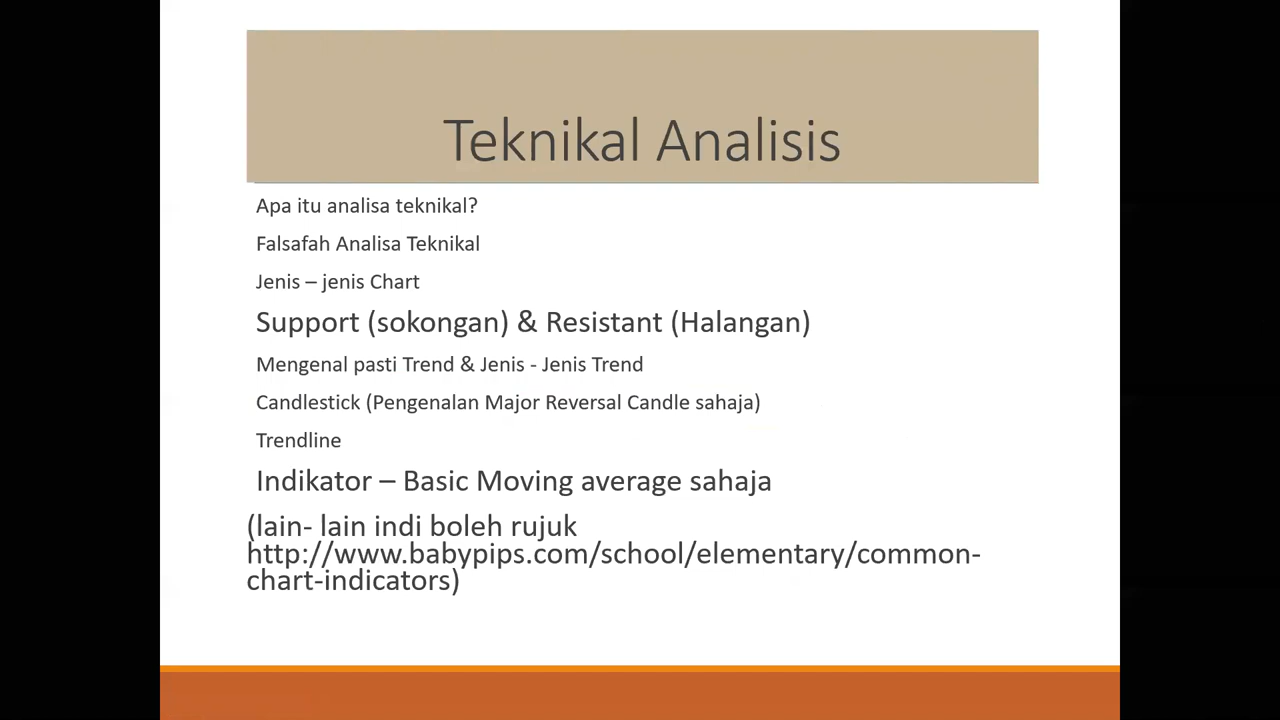 Teknikal Analisis
Apa itu analisa teknikal?
Falsafah Analisa Teknikal
Jenis – jenis Chart
Support (sokongan) & Resistant (Halangan)
Mengenal pasti Trend & Jenis - Jenis Trend
Candlestick (Pengenalan Major Reversal Candle sahaja)
Trendline
Indikator – Basic Moving average sahaja
(lain- lain indi boleh rujuk
http://www.babypips.com/school/elementary/common-
chart-indicators)